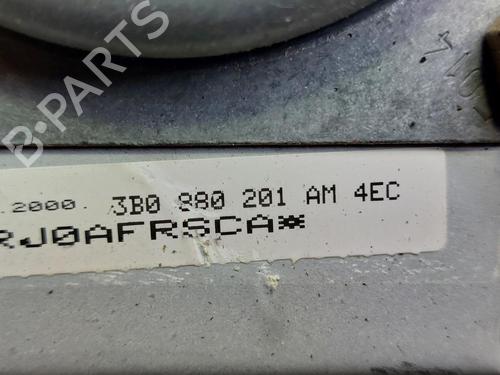 B-PARTS
.2000. 3B0 880 201 AM 4EC
RJ0AFRSCA*